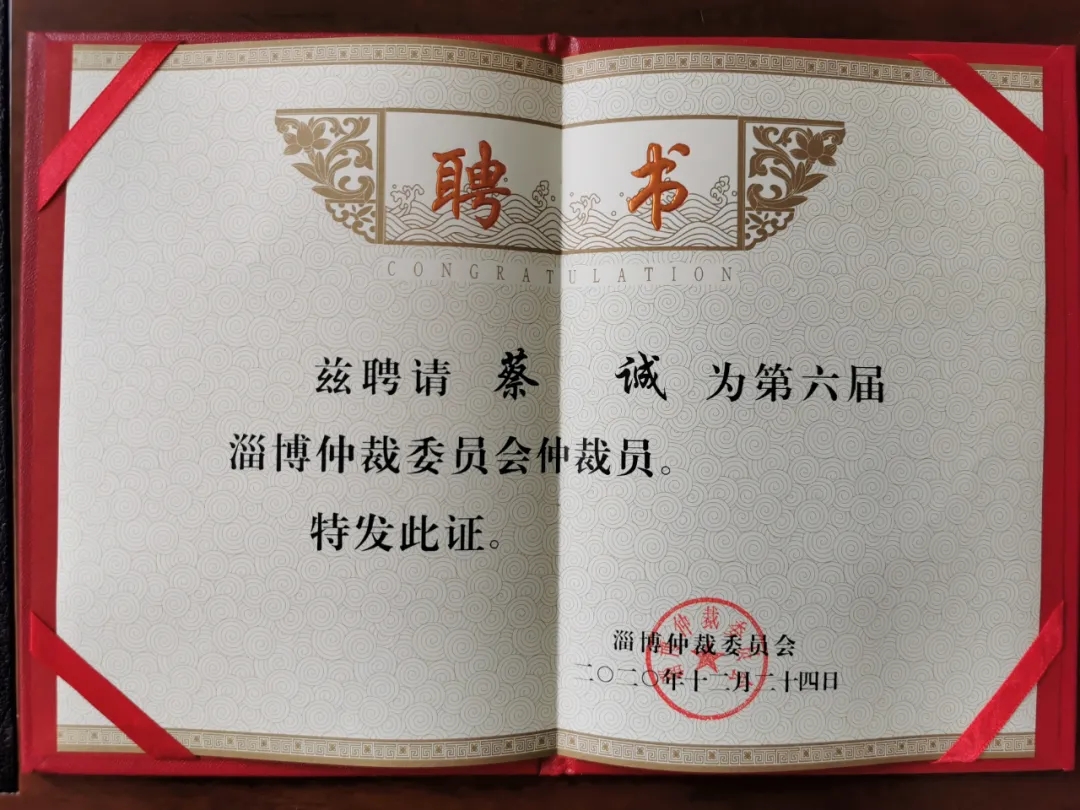 聘书
CONGRATULATION
兹聘请 蔡 诚 为第六届
淄博仲裁委员会仲裁员。
特发此证。
淄博仲裁委员会
二〇二〇年十二月二十四日